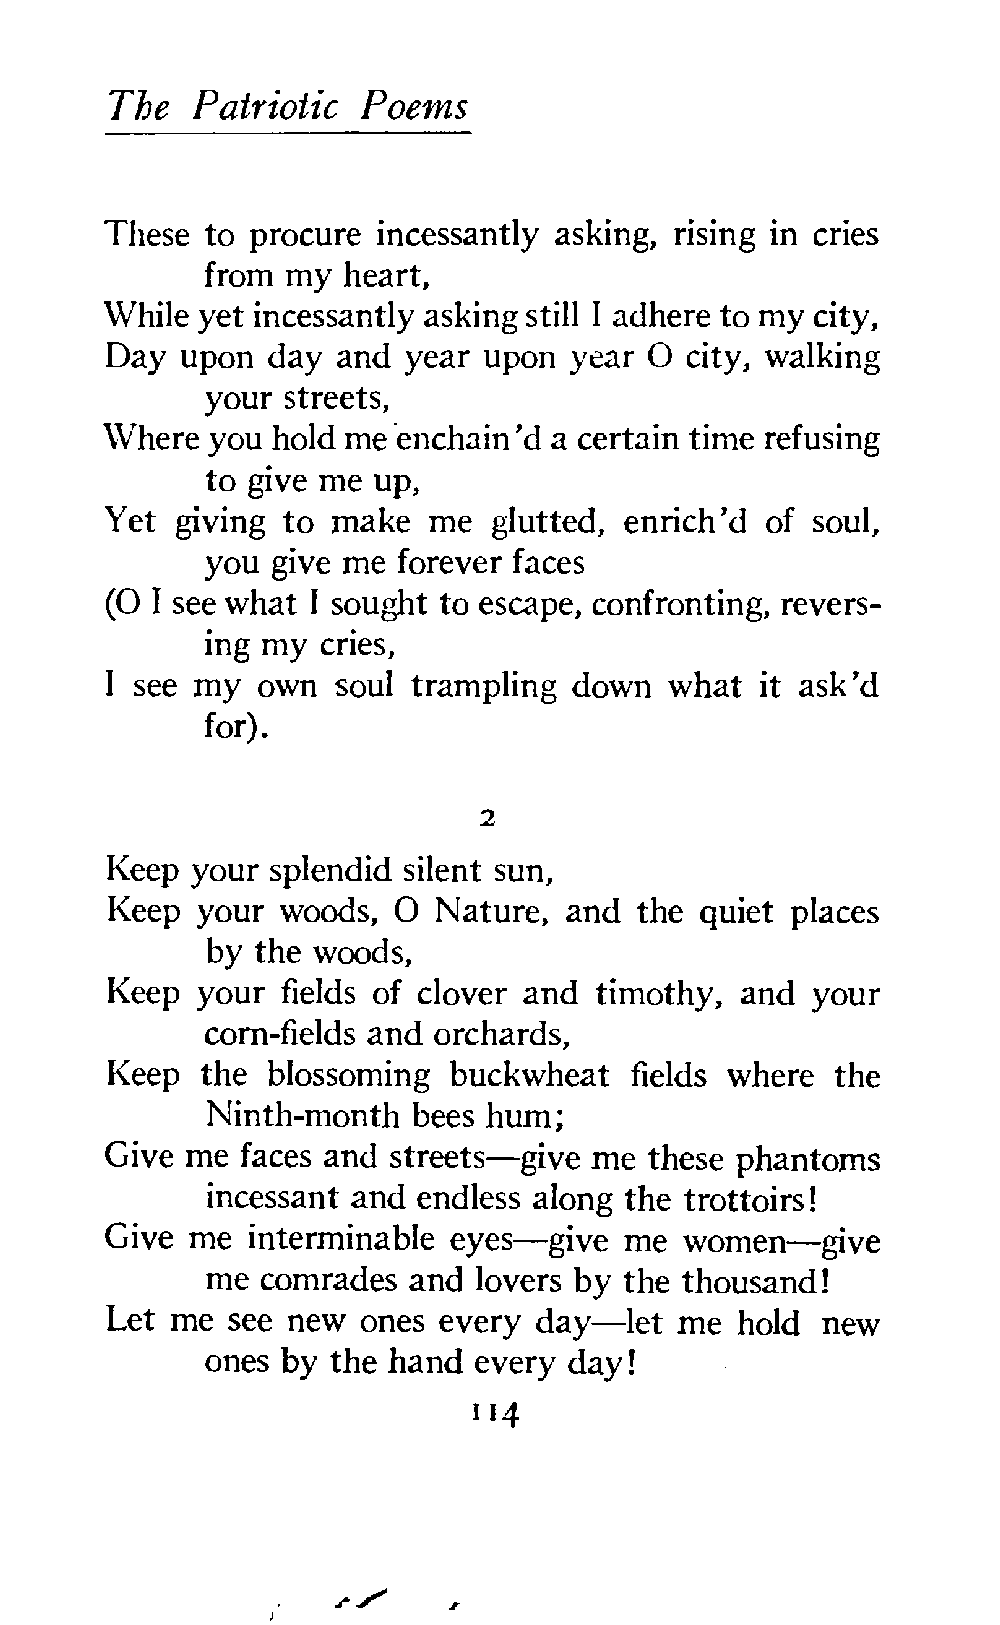 The Patriotic Poems
These to procure incessantly asking, rising in cries
from my heart,
While yet incessantly asking still I adhere to my city,
Day upon day and year upon year O city, walking
your streets,
Where you hold me enchain'd a certain time refusing
to give me up,
Yet giving to make me glutted, enrich'd of soul,
you give me forever faces
(O I see what I sought to escape, confronting, revers-
ing my cries,
I see my own soul trampling down what it ask'd
for).
2
Keep your splendid silent sun,
Keep your woods, O Nature, and the quiet places
by the woods,
Keep your fields of clover and timothy, and your
corn-fields and orchards,
Keep the blossoming buckwheat fields where the
Ninth-month bees hum;
Give me faces and streets—give me these phantoms
incessant and endless along the trottoirs!
Give me interminable eyes—give me women—give
me comrades and lovers by the thousand!
Let me see new ones every day—let me hold new
ones by the hand every day!
114